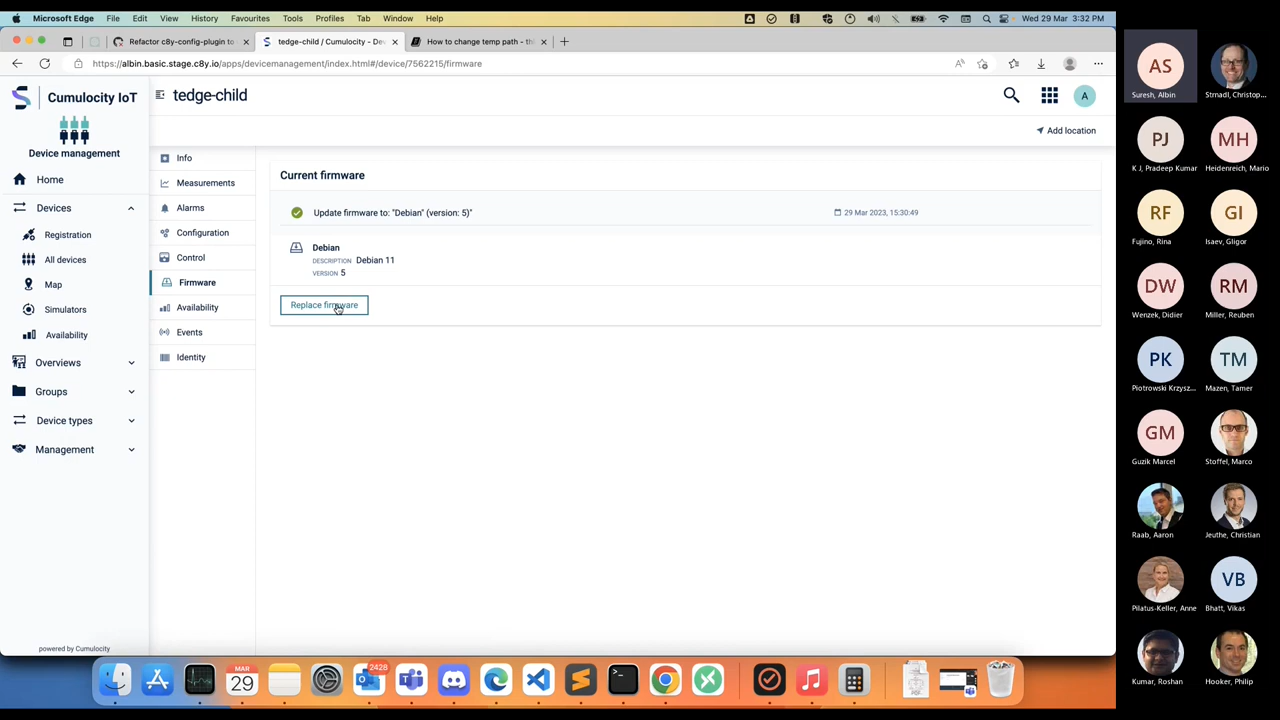 Microsoft Edge File Edit View History Favourites Tools Profiles Tab Window Help Wed 29 Mar 3:32 PM
Refactor c8y-config-plugin to
tedge-child / Cumulocity - De
How to change temp path - th
https://albin.basic.stage.c8y.io/apps/devicemanagement/index.html#/device/7562215/firmware
Cumulocity IoT
Device management
Home
Devices
Registration
All devices
Map
Simulators
Availability
Overviews
Groups
Device types
Management
powered by Cumulocity
tedge-child
A
Add location
Info
Measurements
Alarms
Configuration
Control
Firmware
Availability
Events
Identity
Current firmware
Update firmware to: "Debian" (version: 5)"
29 Mar 2023, 15:30:49
Debian
DESCRIPTION Debian 11
VERSION 5
Replace firmware
MAR
29
2428
AS
Suresh, Albin
Strnadl, Christop...
PJ
K J, Pradeep Kumar
MH
Heidenreich, Mario
RF
Fujino, Rina
GI
Isaev, Gligor
DW
Wenzek, Didier
RM
Miller, Reuben
PK
Piotrowski Krzysz...
TM
Mazen, Tamer
GM
Guzik Marcel
Stoffel, Marco
Raab, Aaron
Jeuthe, Christian
Pilatus-Keller, Anne
VB
Bhatt, Vikas
Kumar, Roshan
Hooker, Philip